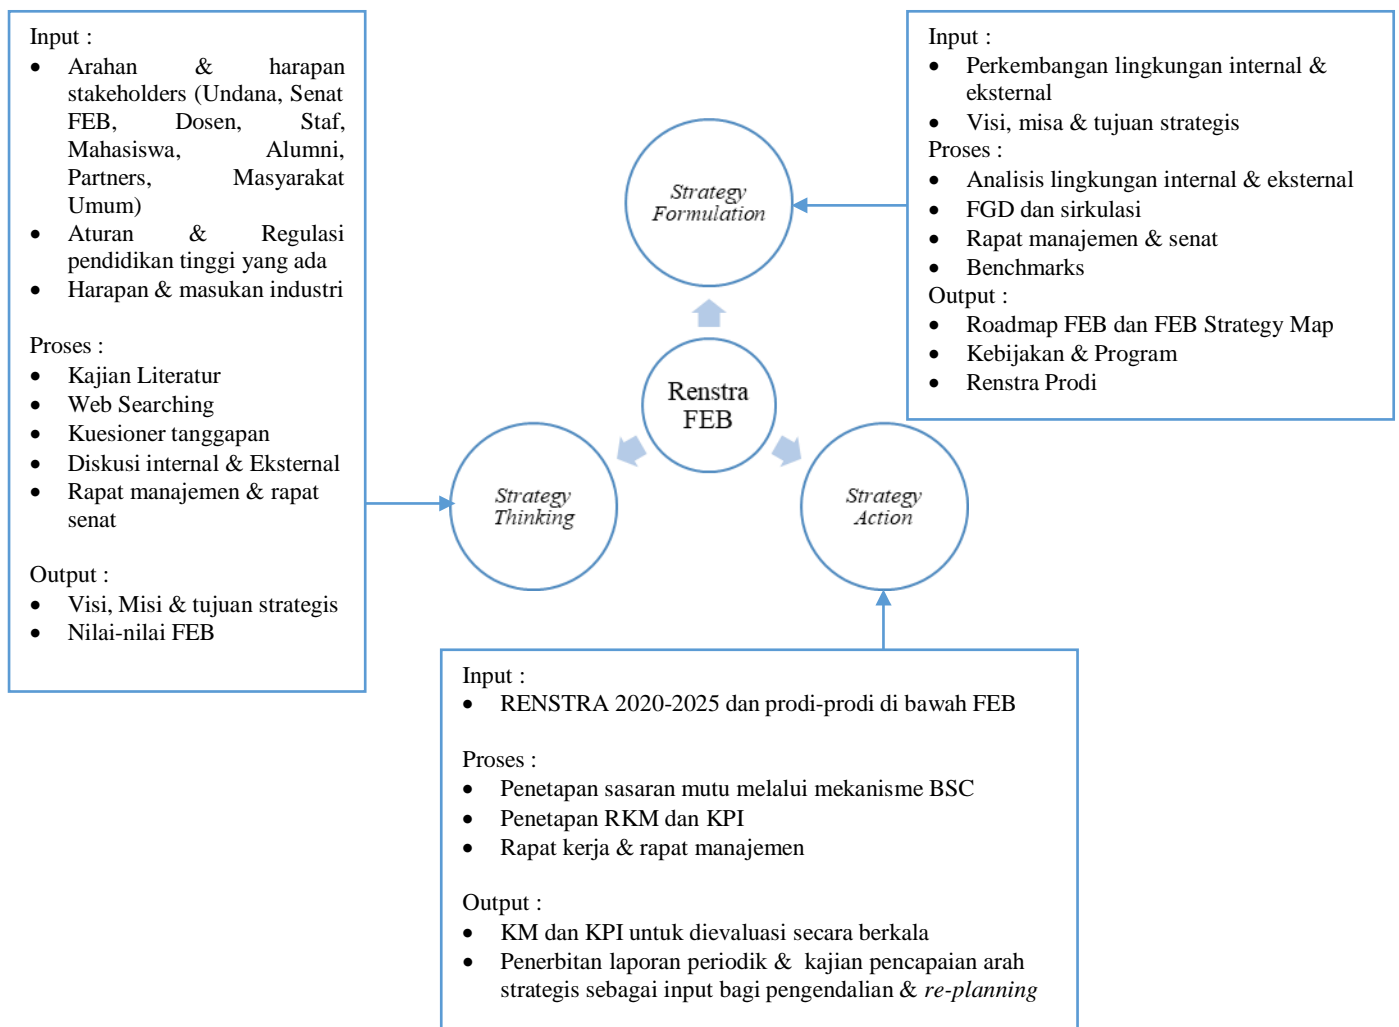 Input :
• Arahan & harapan
stakeholders (Undana, Senat
FEB, Dosen, Staf,
Mahasiswa, Alumni,
Partners, Masyarakat
Umum)
• Aturan & Regulasi
pendidikan tinggi yang ada
• Harapan & masukan industri
Proses :
• Kajian Literatur
• Web Searching
• Kuesioner tanggapan
• Diskusi internal & Eksternal
• Rapat manajemen & rapat
senat
Output :
• Visi, Misi & tujuan strategis
• Nilai-nilai FEB
Strategy
Formulation
Renstra
FEB
Strategy
Thinking
Strategy
Action
Input :
• Perkembangan lingkungan internal &
eksternal
• Visi, misa & tujuan strategis
Proses :
• Analisis lingkungan internal & eksternal
• FGD dan sirkulasi
• Rapat manajemen & senat
• Benchmarks
Output :
• Roadmap FEB dan FEB Strategy Map
• Kebijakan & Program
• Renstra Prodi
Input :
• RENSTRA 2020-2025 dan prodi-prodi di bawah FEB
Proses :
• Penetapan sasaran mutu melalui mekanisme BSC
• Penetapan RKM dan KPI
• Rapat kerja & rapat manajemen
Output :
• KM dan KPI untuk dievaluasi secara berkala
• Penerbitan laporan periodik & kajian pencapaian arah
strategis sebagai input bagi pengendalian & re-planning